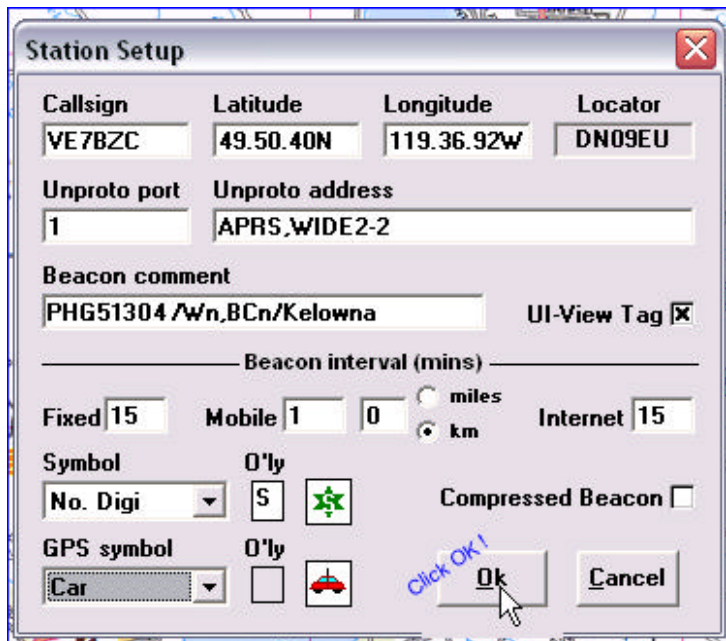 Station Setup
Callsign Latitude Longitude Locator
VE7BZC 49.50.40N 119.36.92W DN09EU
Unproto port Unproto address
1 APRS,WIDE2-2
Beacon comment
PHG51304/Wn,BCn/Kelowna UI-View Tag
Beacon interval (mins)
Fixed 15 Mobile 1 0 miles
km Internet 15
Symbol O'ly
No. Digi S S Compressed Beacon
GPS symbol O'ly
Car Click OK! Ok Cancel